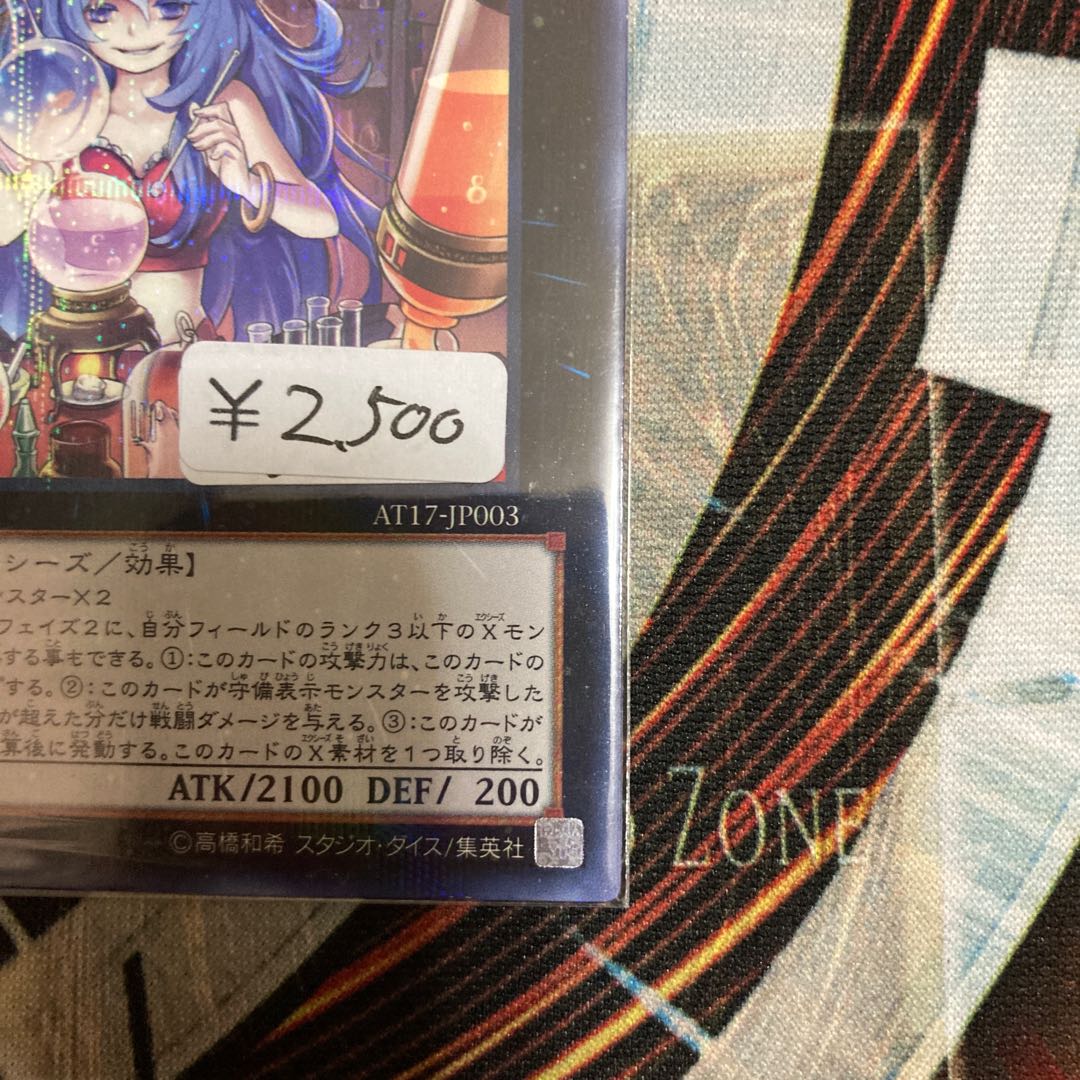 ¥2,500
AT17-JP003
シーズ/効果】
スター×2
フェイズ2に、自分フィールドのランク3以下のXモン
する事もできる。①:このカードの攻撃力は、このカードの
する。②:このカードが守備表示モンスターを攻撃した
が超えた分だけ戦闘ダメージを与える。③:このカードが
算後に発動する。このカードのX素材を1つ取り除く。
ATK/2100 DEF/ 200
©高橋和希 スタジオ・ダイス/集英社
ZONE